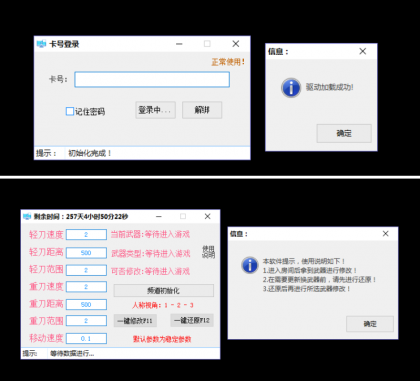 卡号登录
正常使用!
卡号:
记住密码
登录中...
解绑
提示: 初始化完成!
信息:
驱动加载成功!
确定
剩余时间:257天4小时50分22秒
轻刀速度 2 当前武器:等待进入游戏
轻刀距离 500 武器类型:等待进入游戏
使用说明
轻刀范围 2 可否修改:等待进入游戏
重刀速度 2 频道初始化
重刀距离 500 人称视角: 1 - 2 - 3
重刀范围 2 一键修改F11 一键还原F12
移动速度 0.1 默认参数为稳定参数
提示: 等待数据进行...
信息:
本软件提示,使用说明如下!
1.进入房间后拿到武器进行修改!
2.在需要更新换武器前,请先进行还原!
3.还原后再进行所选武器修改!
确定